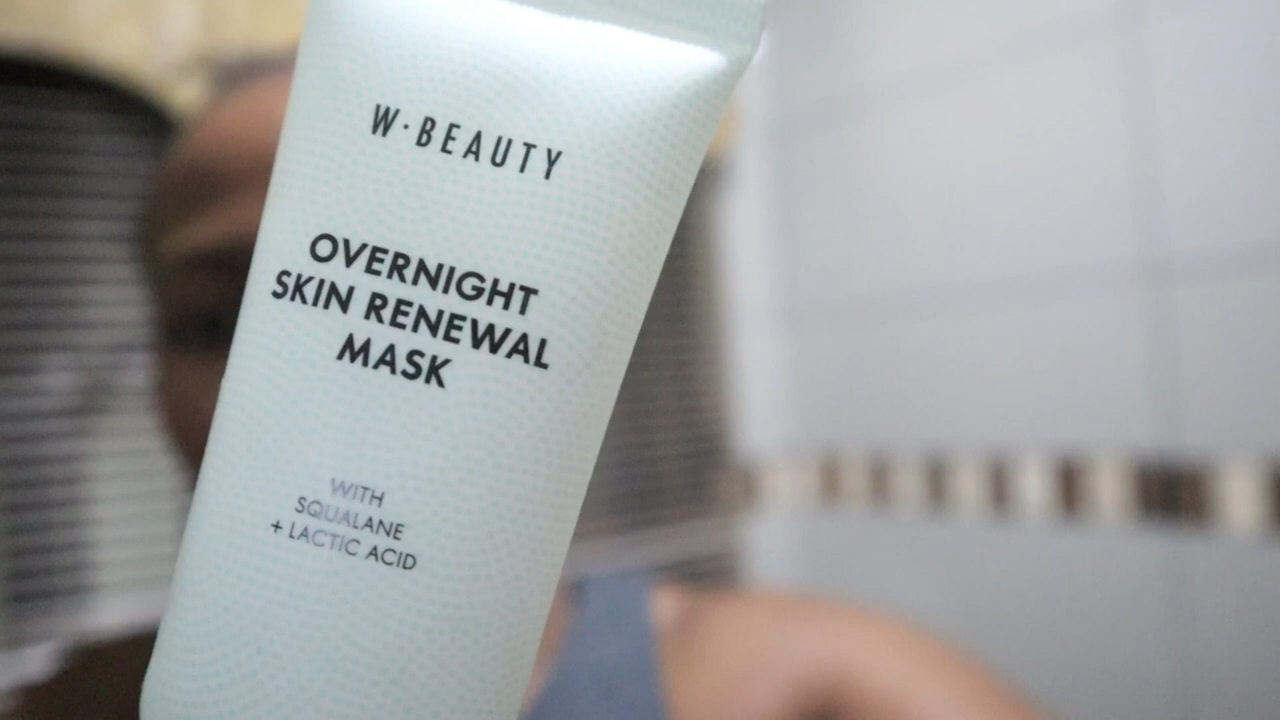 W·BEAUTY
OVERNIGHT
SKIN RENEWAL
MASK
WITH
SQUALANE
+ LACTIC ACID